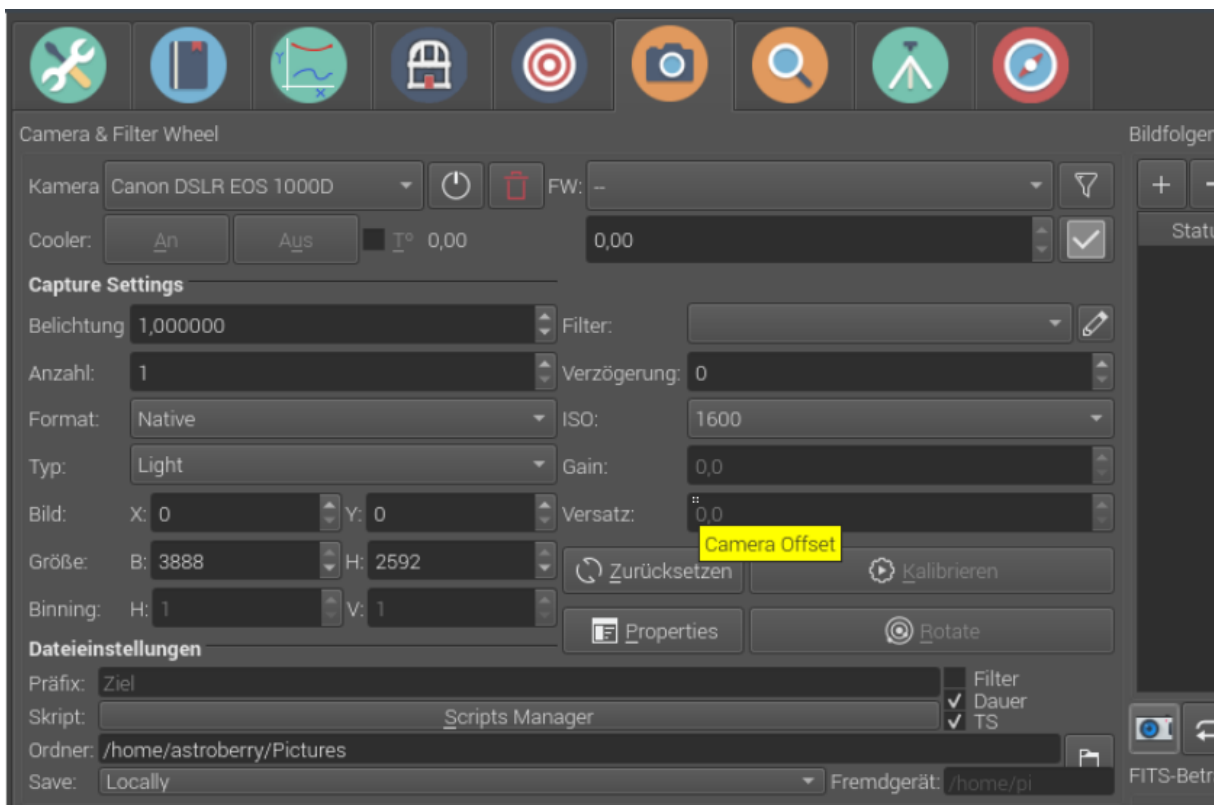 Camera & Filter Wheel
Bildfolgen
Kamera Canon DSLR EOS 1000D FW: --
Cooler: An Aus Tº 0,00 0,00
Statu
Capture Settings
Belichtung 1,000000 Filter:
Anzahl: 1 Verzögerung: 0
Format: Native ISO: 1600
Typ: Light Gain: 0,0
Bild: X: 0 Y: 0 Versatz: 0,0
Camera Offset
Größe: B: 3888 H: 2592 Zurücksetzen Kalibrieren
Binning: H: 1 V: 1
Properties Rotate
Dateieinstellungen
Präfix: Ziel Filter
Dauer
Skript: Scripts Manager TS
Ordner: /home/astroberry/Pictures
Save: Locally Fremdgerät: /home/pi
FITS-Betr